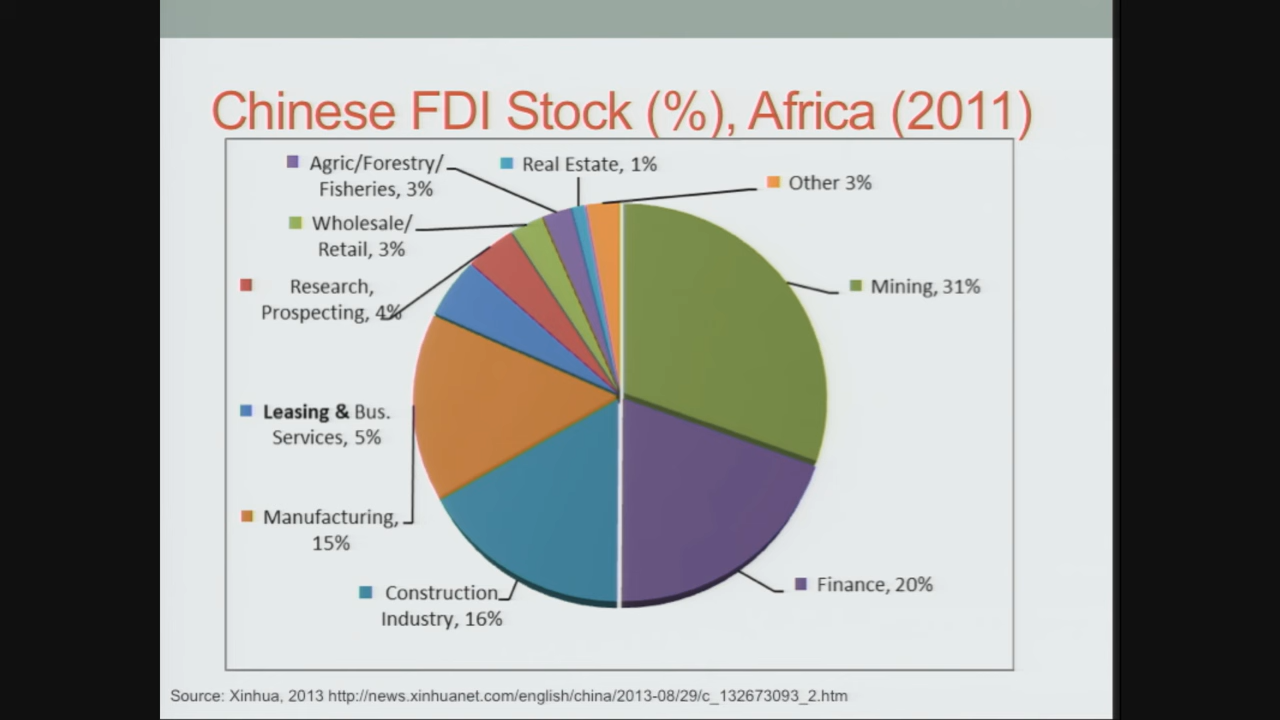 Chinese FDI Stock (%), Africa (2011)
Agric/Forestry/
Fisheries, 3%
Real Estate, 1%
Other 3%
Wholesale/
Retail, 3%
Research,
Prospecting, 4%
Mining, 31%
Leasing & Bus.
Services, 5%
Manufacturing,
15%
Construction
Industry, 16%
Finance, 20%
Source: Xinhua, 2013 http://news.xinhuanet.com/english/china/2013-08/29/c_132673093_2.htm